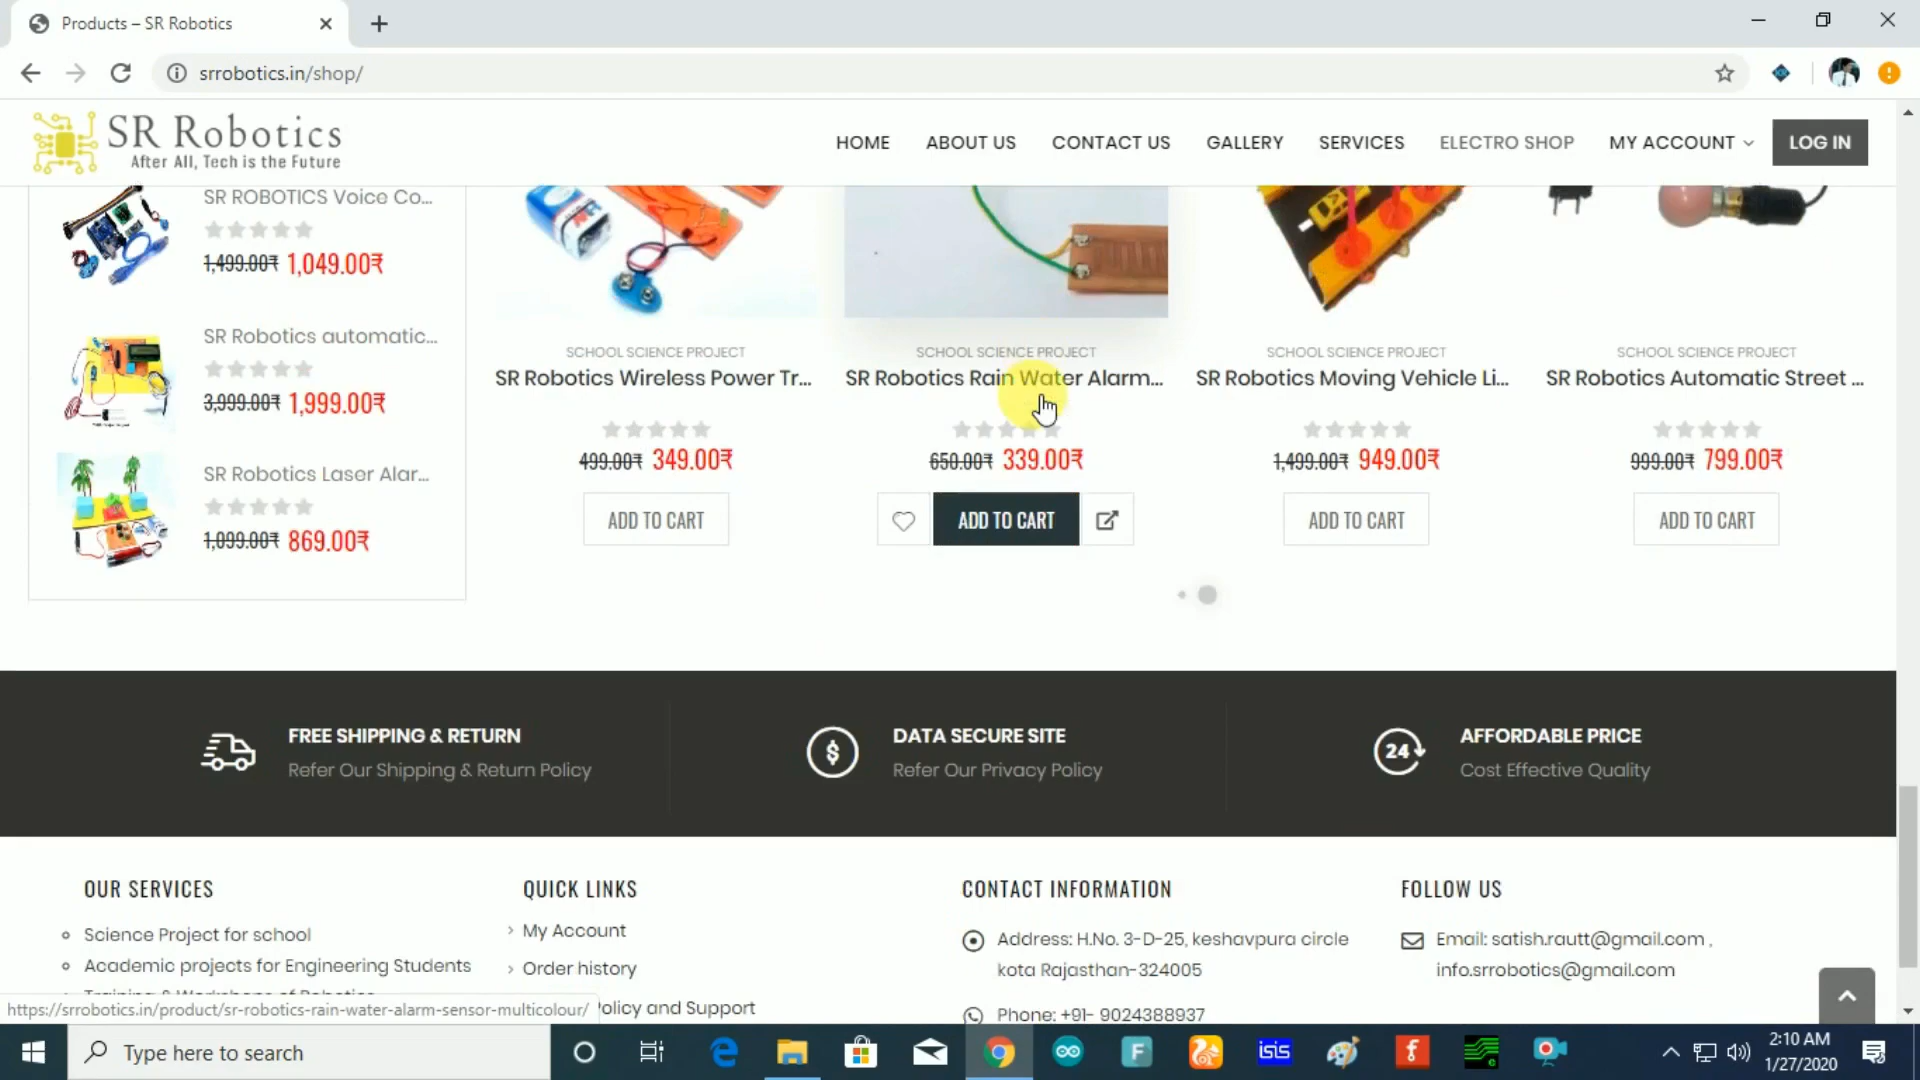 Products – SR Robotics
srrobotics.in/shop/
SR Robotics
After All, Tech is the Future
HOME
ABOUT US
CONTACT US
GALLERY
SERVICES
ELECTRO SHOP
MY ACCOUNT
LOG IN
SR ROBOTICS Voice Co...
1,499.00₹ 1,049.00₹
SR Robotics automatic...
3,999.00₹ 1,999.00₹
SR Robotics Laser Alar...
1,099.00₹ 869.00₹
SCHOOL SCIENCE PROJECT
SR Robotics Wireless Power Tr...
499.00₹ 349.00₹
ADD TO CART
SCHOOL SCIENCE PROJECT
SR Robotics Rain Water Alarm...
650.00₹ 339.00₹
ADD TO CART
SCHOOL SCIENCE PROJECT
SR Robotics Moving Vehicle Li...
1,499.00₹ 949.00₹
ADD TO CART
SCHOOL SCIENCE PROJECT
SR Robotics Automatic Street ...
999.00₹ 799.00₹
ADD TO CART
FREE SHIPPING & RETURN
Refer Our Shipping & Return Policy
$
DATA SECURE SITE
Refer Our Privacy Policy
24
AFFORDABLE PRICE
Cost Effective Quality
OUR SERVICES
Science Project for school
Academic projects for Engineering Students
QUICK LINKS
My Account
Order history
Policy and Support
CONTACT INFORMATION
Address: H.No. 3-D-25, keshavpura circle
kota Rajasthan-324005
Phone: +91- 9024388937
FOLLOW US
Email: satish.rautt@gmail.com ,
info.srrobotics@gmail.com
https://srrobotics.in/product/sr-robotics-rain-water-alarm-sensor-multicolour/
Type here to search
F
isis
f
2:10 AM
1/27/2020